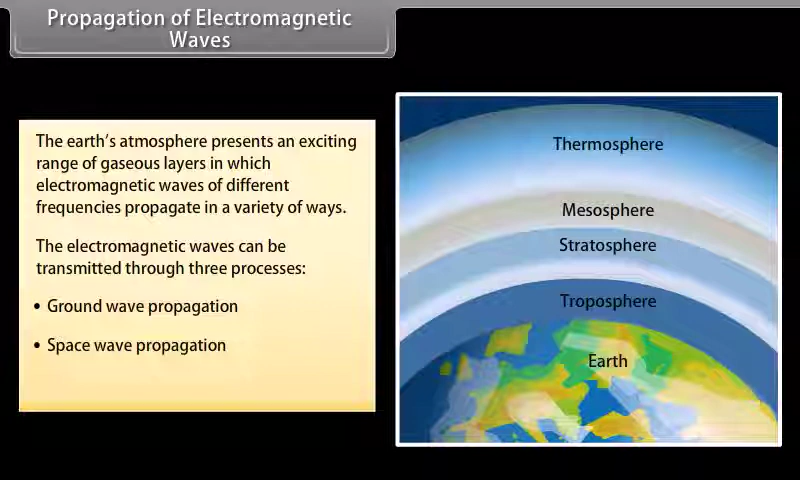 Propagation of Electromagnetic
Waves
The earth's atmosphere presents an exciting
range of gaseous layers in which
electromagnetic waves of different
frequencies propagate in a variety of ways.
The electromagnetic waves can be
transmitted through three processes:
• Ground wave propagation
• Space wave propagation
Thermosphere
Mesosphere
Stratosphere
Troposphere
Earth